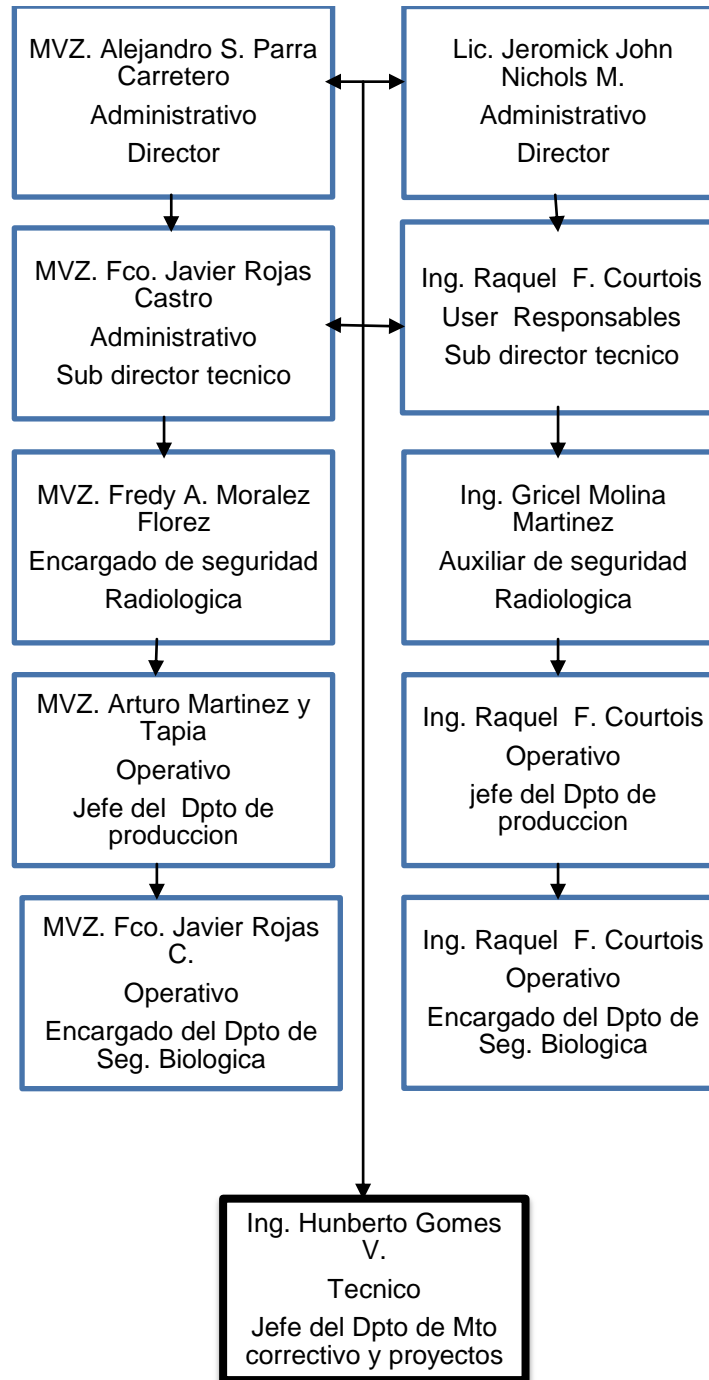 MVZ. Alejandro S. Parra
Carretero
Administrativo
Director
Lic. Jeromick John
Nichols M.
Administrativo
Director
MVZ. Fco. Javier Rojas
Castro
Administrativo
Sub director tecnico
Ing. Raquel F. Courtois
User Responsables
Sub director tecnico
MVZ. Fredy A. Moralez
Florez
Encargado de seguridad
Radiologica
Ing. Gricel Molina
Martinez
Auxiliar de seguridad
Radiologica
MVZ. Arturo Martinez y
Tapia
Operativo
Jefe del Dpto de
produccion
Ing. Raquel F. Courtois
Operativo
jefe del Dpto de
produccion
MVZ. Fco. Javier Rojas
C.
Operativo
Encargado del Dpto de
Seg. Biologica
Ing. Raquel F. Courtois
Operativo
Encargado del Dpto de
Seg. Biologica
Ing. Hunberto Gomes
V.
Tecnico
Jefe del Dpto de Mto
correctivo y proyectos